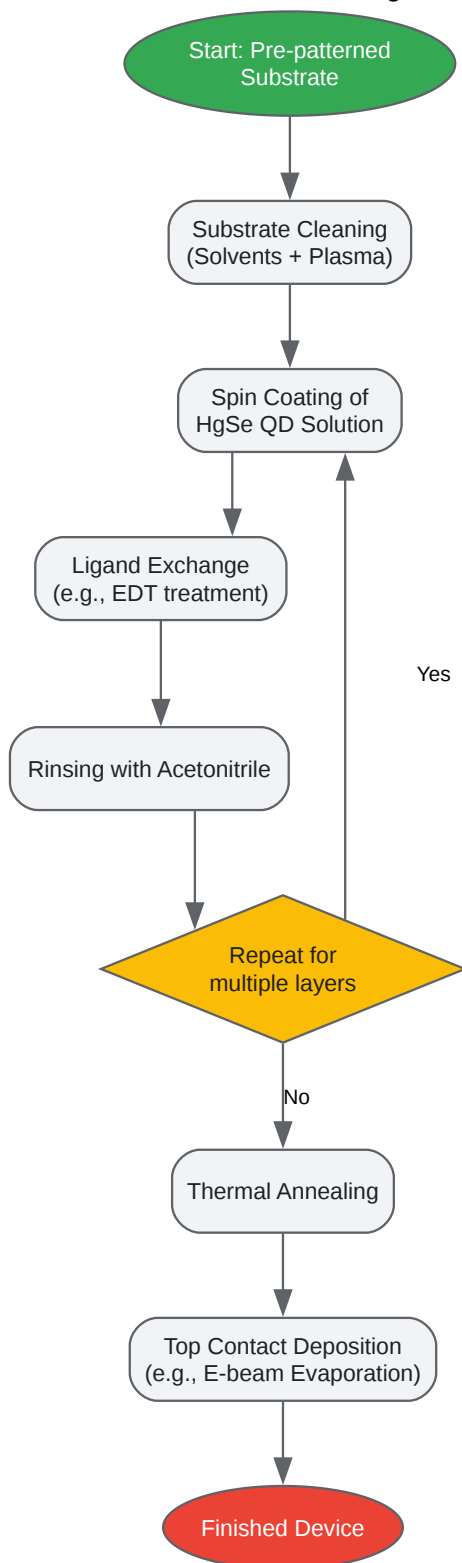 Start: Pre-patterned
Substrate
Substrate Cleaning
(Solvents + Plasma)
Spin Coating of
HgSe QD Solution
Ligand Exchange
(e.g., EDT treatment)
Yes
Rinsing with Acetonitrile
Repeat for
multiple layers
No
Thermal Annealing
Top Contact Deposition
(e.g., E-beam Evaporation)
Finished Device